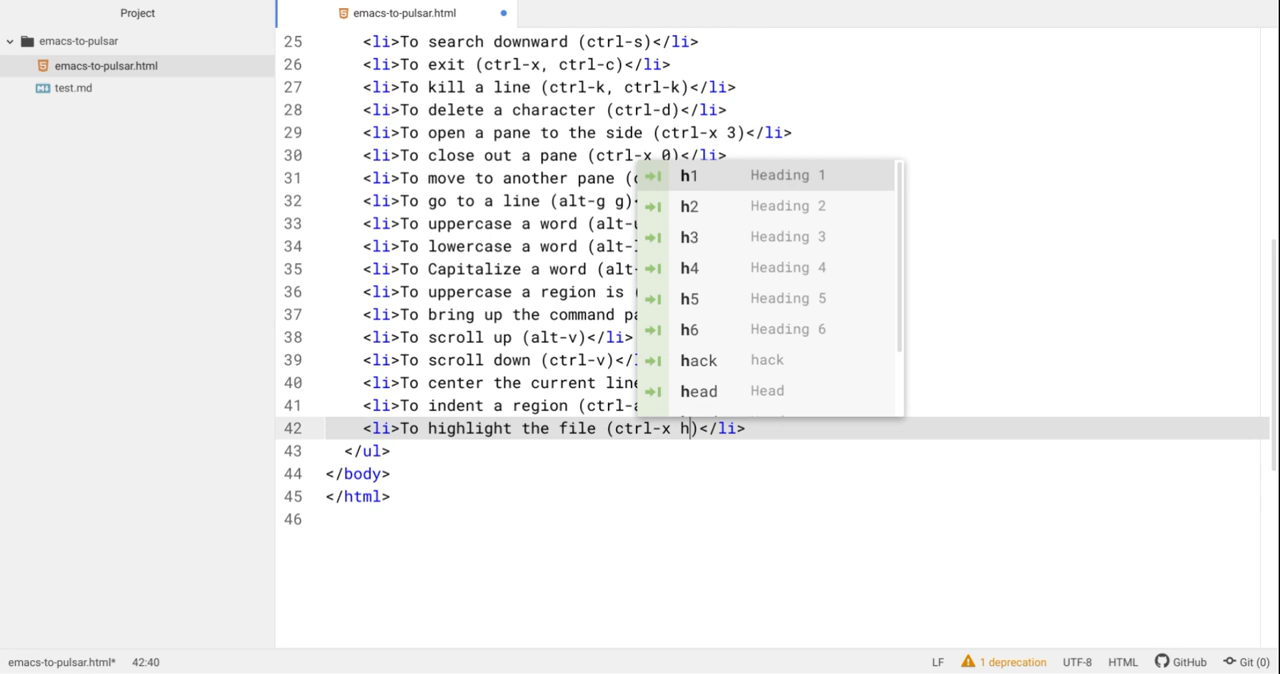 Project
emacs-to-pulsar
emacs-to-pulsar.html
test.md
emacs-to-pulsar.html
25 <li>To search downward (ctrl-s)</li>
26 <li>To exit (ctrl-x, ctrl-c)</li>
27 <li>To kill a line (ctrl-k, ctrl-k)</li>
28 <li>To delete a character (ctrl-d)</li>
29 <li>To open a pane to the side (ctrl-x 3)</li>
30 <li>To close out a pane (ctrl-x 0)</li>
31 <li>To move to another pane (
32 <li>To go to a line (alt-g g)
33 <li>To uppercase a word (alt-
34 <li>To lowercase a word (alt-
35 <li>To Capitalize a word (alt-
36 <li>To uppercase a region is (
37 <li>To bring up the command
38 <li>To scroll up (alt-v)</li>
39 <li>To scroll down (ctrl-v)</
40 <li>To center the current line
41 <li>To indent a region (ctrl-
42 <li>To highlight the file (ctrl-x h)</li>
43 </ul>
44 </body>
45 </html>
46
h1 Heading 1
h2 Heading 2
h3 Heading 3
h4 Heading 4
h5 Heading 5
h6 Heading 6
hack hack
head Head
emacs-to-pulsar.html* 42:40 LF 1 deprecation UTF-8 HTML GitHub Git (0)